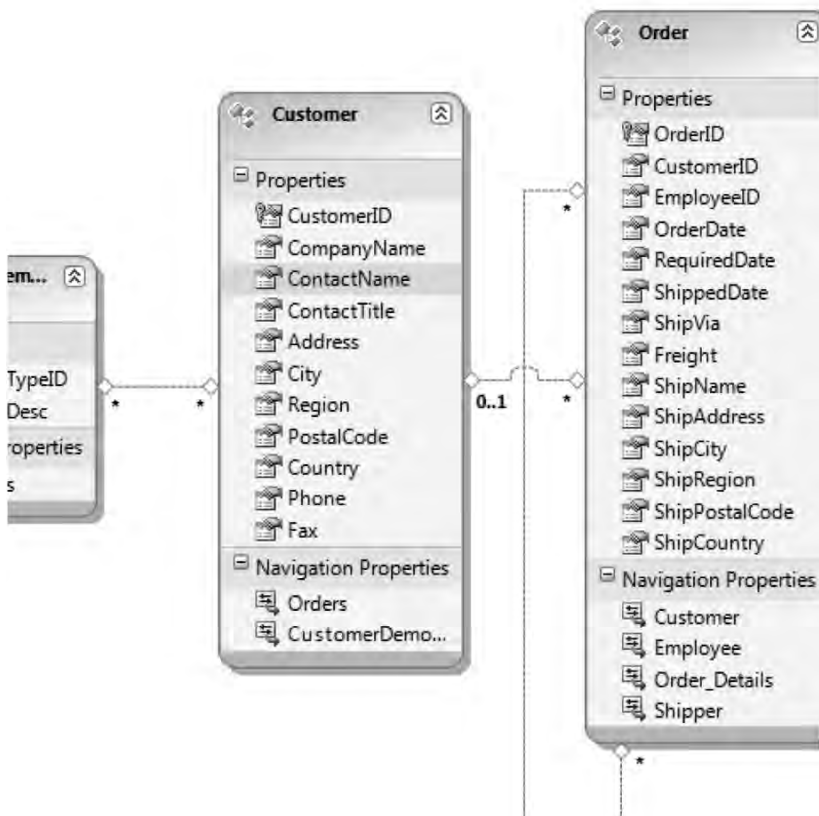 em...
TypeID
Desc
roperties
s
*
*
Customer
Properties
CustomerID
CompanyName
ContactName
ContactTitle
Address
City
Region
PostalCode
Country
Phone
Fax
Navigation Properties
Orders
CustomerDemo...
0..1
*
*
Order
Properties
OrderID
CustomerID
EmployeeID
OrderDate
RequiredDate
ShippedDate
ShipVia
Freight
ShipName
ShipAddress
ShipCity
ShipRegion
ShipPostalCode
ShipCountry
Navigation Properties
Customer
Employee
Order_Details
Shipper
*